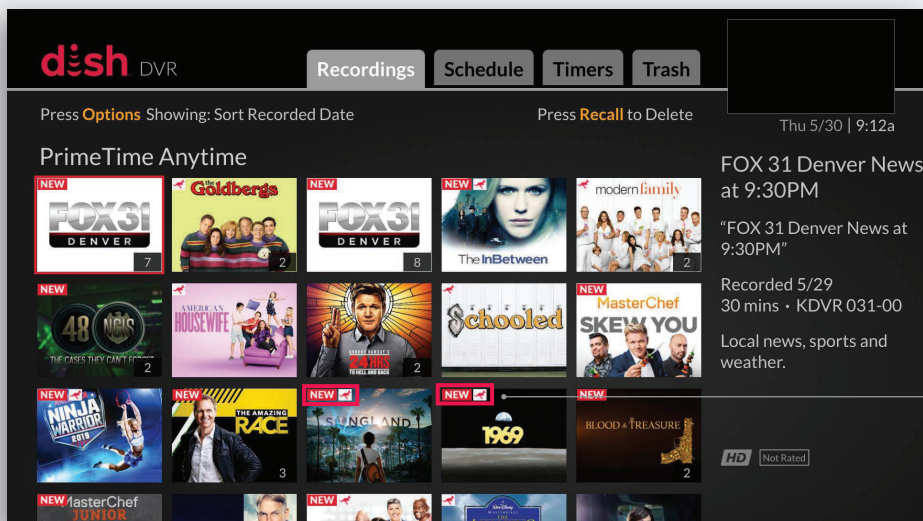 dish DVR
Recordings Schedule Timers Trash
Press Options Showing: Sort Recorded Date
Press Recall to Delete
Thu 5/30 | 9:12a
PrimeTime Anytime
NEW
FOX31
DENVER
7
the Goldbergs
2
NEW
FOX31
DENVER
8
NEW
The InBetween
modern family
2
NEW
48 NCIS
THE CASES THEY CAN'T FORGET
2
AMERICAN
HOUSEWIFE
GORDON RAMSAY'S
24 HRS
TO HELL AND BACK
2
Schooled
NEW
MasterChef
SKEW YOU
NEW
NINJA
WARRIOR
2019
NEW
THE AMAZING
RACE
3
NEW
SUNGLAND
NEW
1969
NEW
BLOOD & TREASURE
2
NEW
MasterChef
JUNIOR
NEW
Walt Disney
MASTERPIECE
THE
FOX 31 Denver News
at 9:30PM
“FOX 31 Denver News at
9:30PM”
Recorded 5/29
30 mins • KDVR 031-00
Local news, sports and
weather.
HD Not Rated